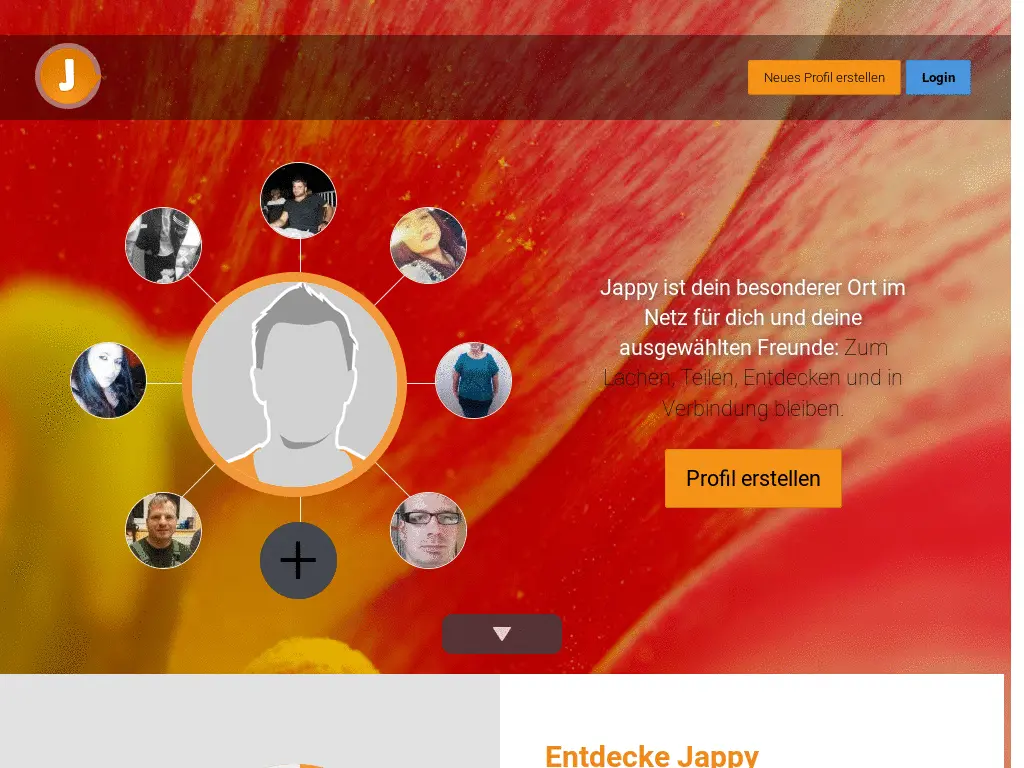 J
Neues Profil erstellen
Login
Jappy ist dein besonderer Ort im
Netz für dich und deine
ausgewählten Freunde: Zum
Lachen, Teilen, Entdecken und in
Verbindung bleiben.
Profil erstellen
Entdecke Jappy